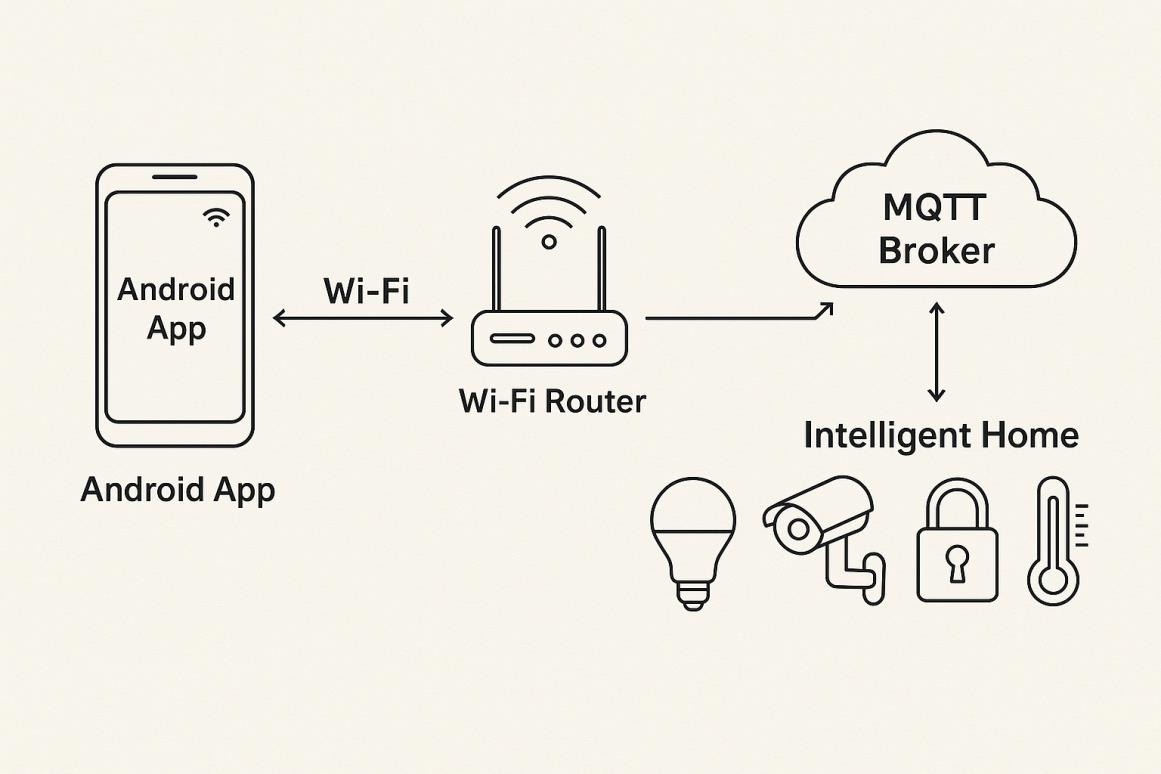 Android
App
Android App
Wi-Fi
Wi-Fi Router
MQTT
Broker
Intelligent Home